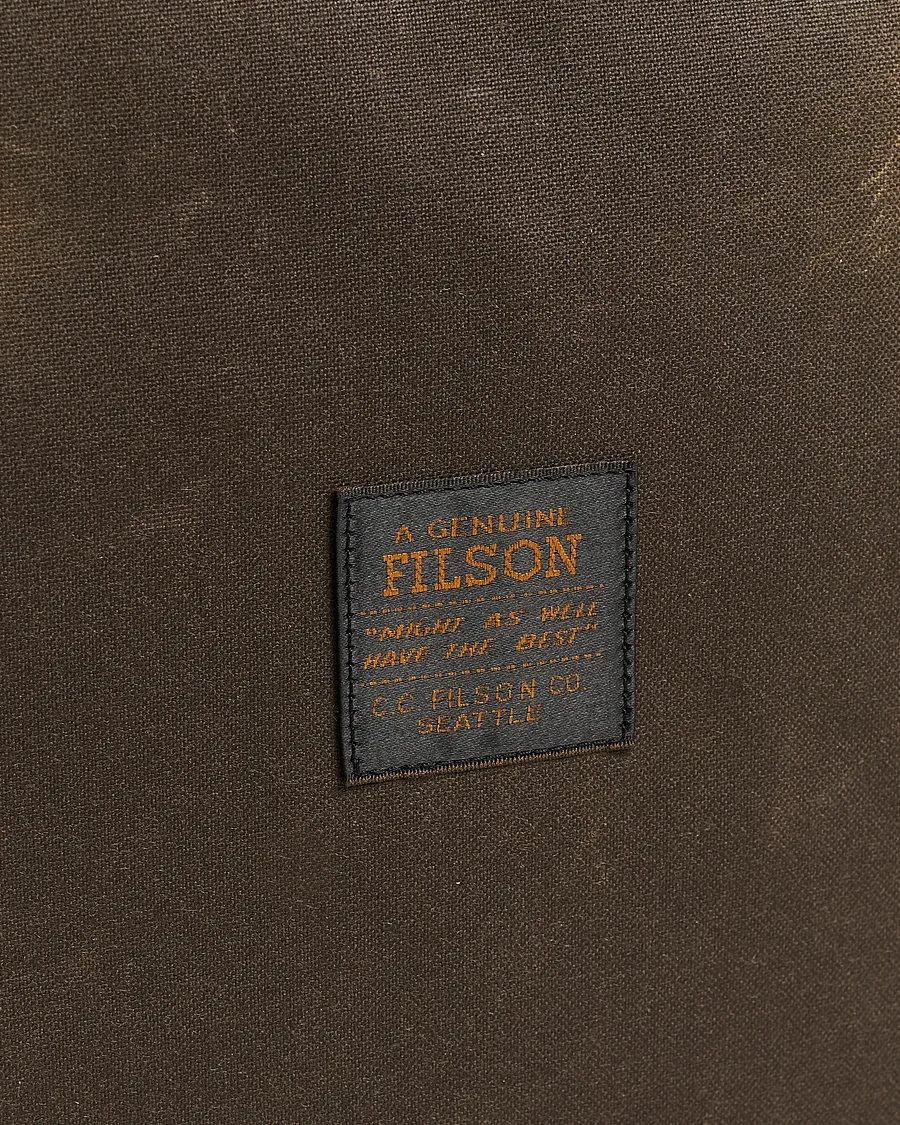 A GENUINE
FILSON
"MIGHT AS WELL
HAVE THE BEST"
C.C. FILSON CO.
SEATTLE